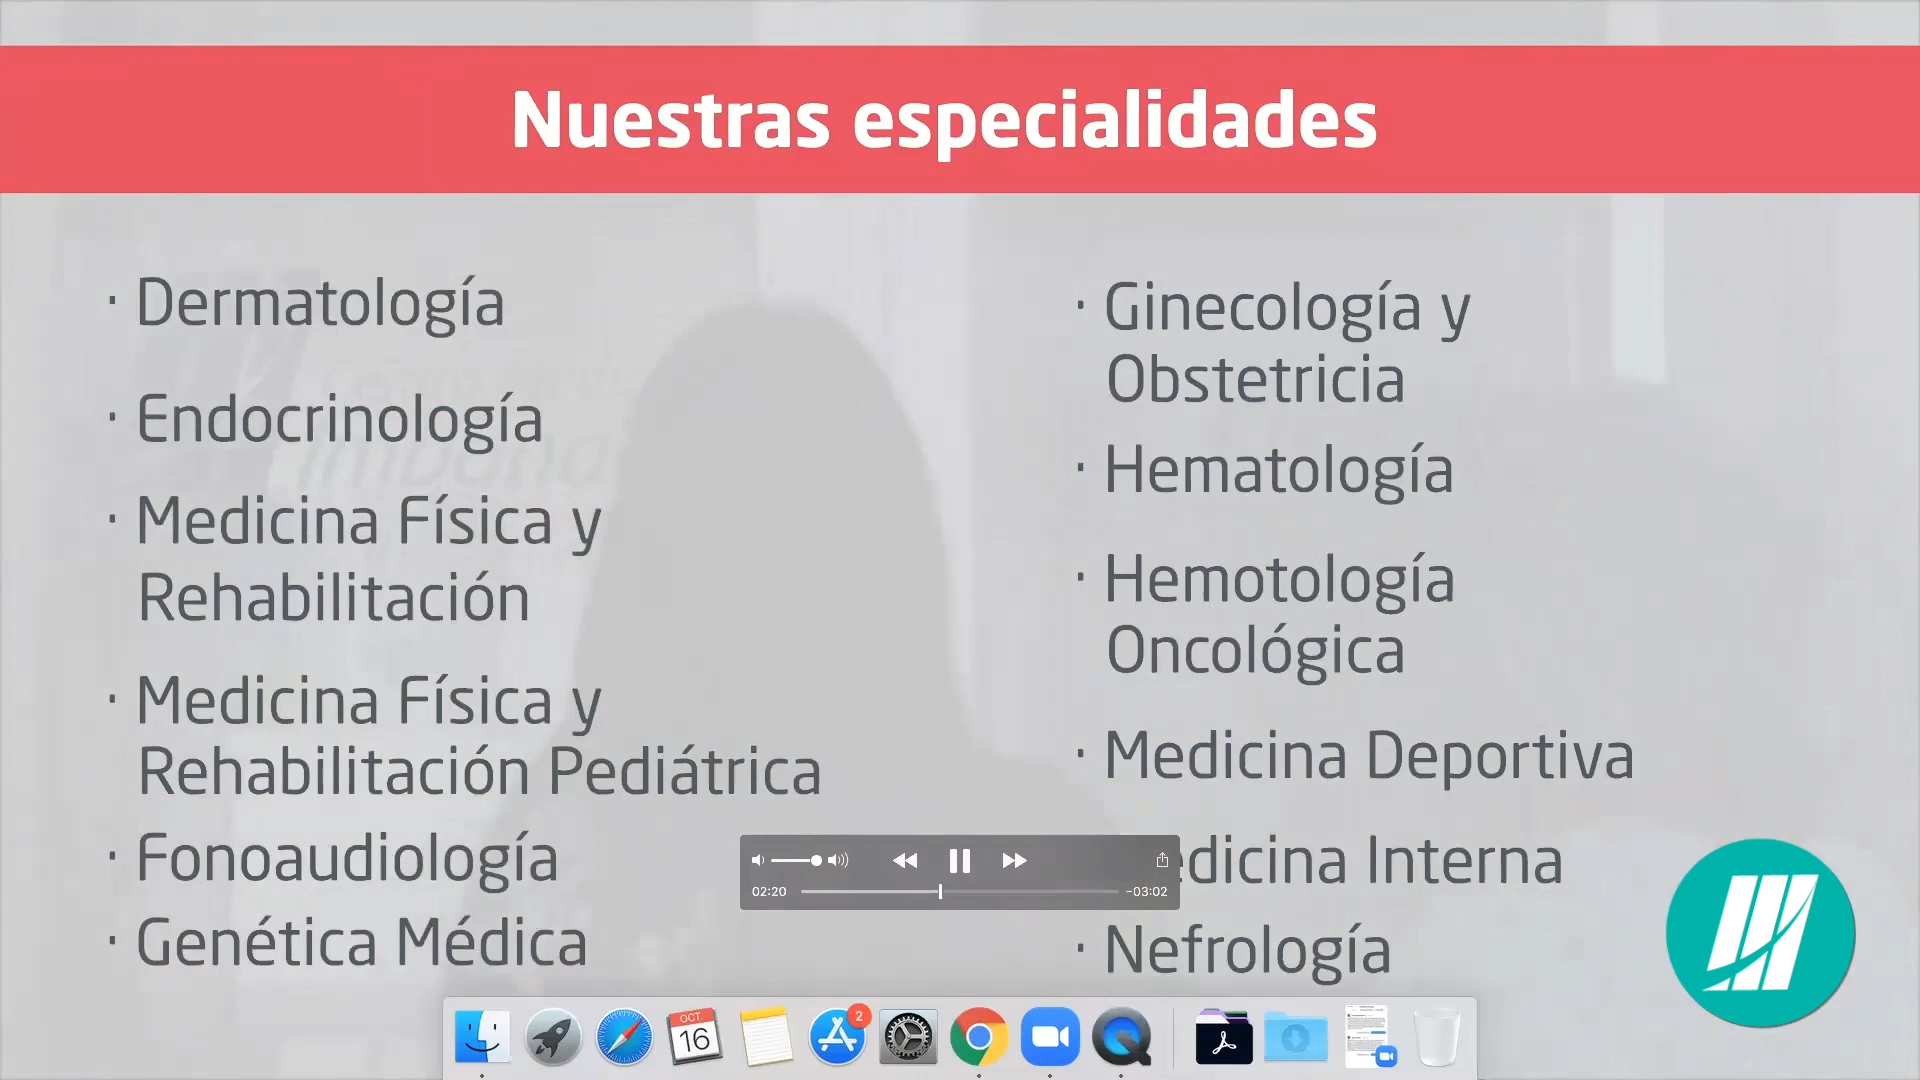 Nuestras especialidades
· Dermatología
· Endocrinología
· Medicina Física y
Rehabilitación
· Medicina Física y
Rehabilitación Pediátrica
· Fonoaudiología
· Genética Médica
· Ginecología y
Obstetricia
· Hematología
· Hemotología
Oncológica
· Medicina Deportiva
edicina Interna
· Nefrología
02:20
-03:02
OCT.
16
2